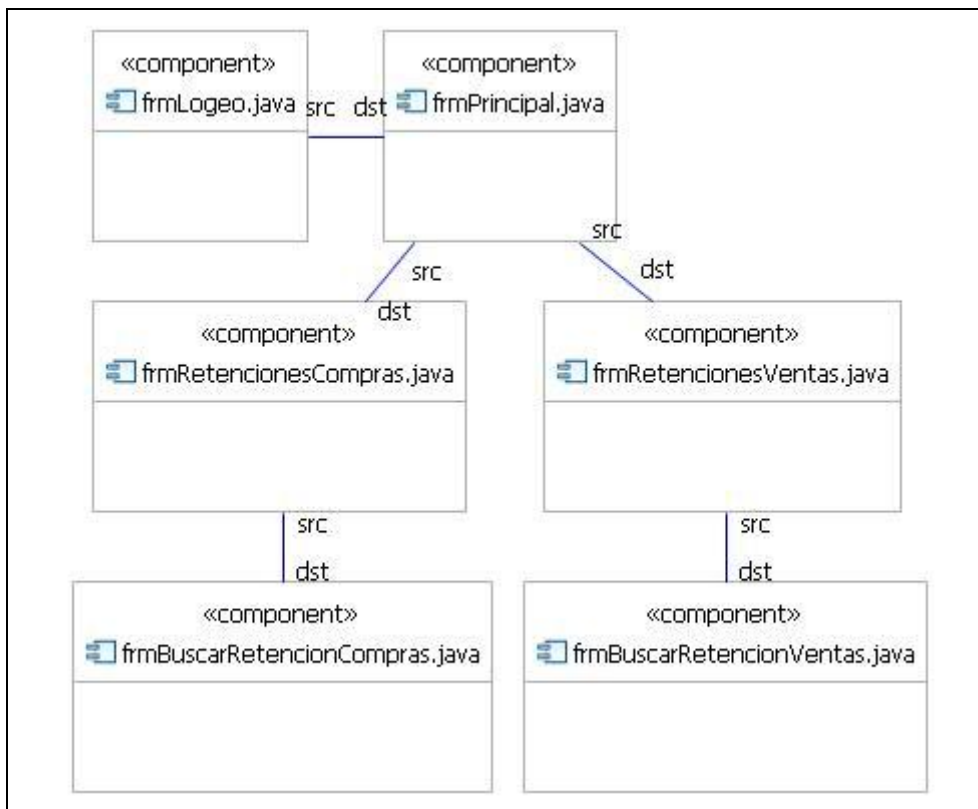 «component»
frmLogeo.java
«component»
frmPrincipal.java
src
dst
src
dst
src
dst
«component»
frmRetencionesCompras.java
«component»
frmRetencionesVentas.java
src
dst
src
dst
«component»
frmBuscarRetencionCompras.java
«component»
frmBuscarRetencionVentas.java